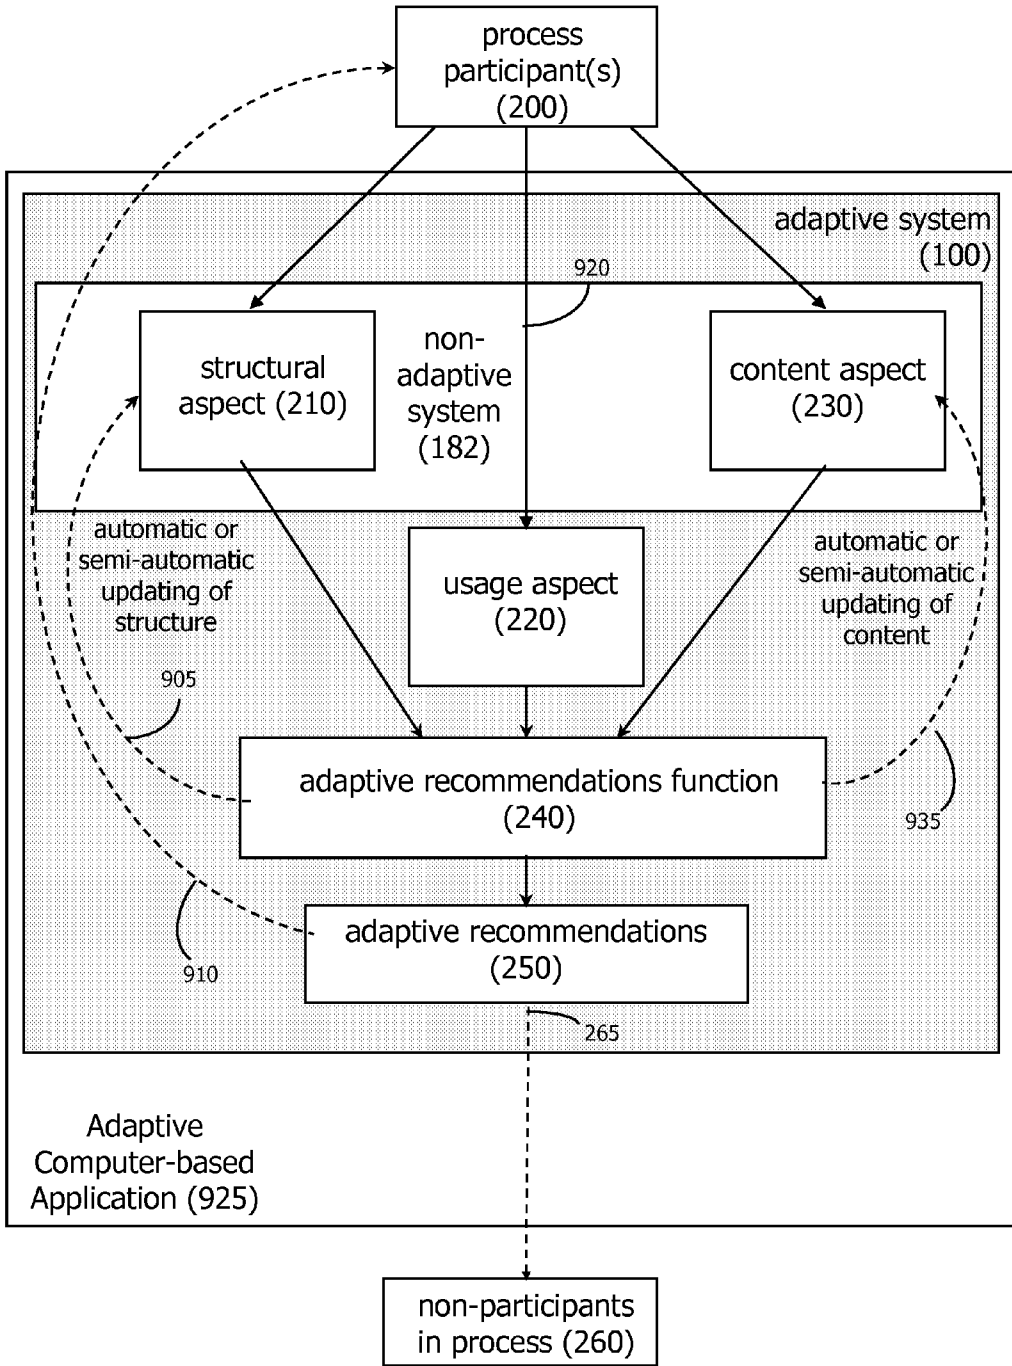 process
participant(s)
(200)
adaptive system
(100)
920
structural
aspect (210)
non-
adaptive
system
(182)
content aspect
(230)
automatic or
semi-automatic
updating of
structure
usage aspect
(220)
automatic or
semi-automatic
updating of
content
905
adaptive recommendations function
(240)
935
adaptive recommendations
(250)
910
265
Adaptive
Computer-based
Application (925)
non-participants
in process (260)